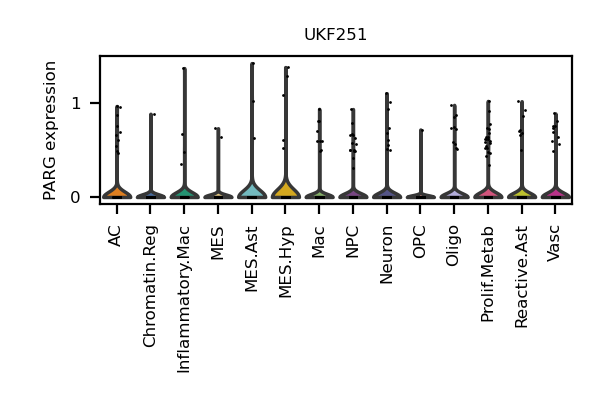 UKF251
PARG expression
1
0
AC
Chromatin.Reg
Inflammatory.Mac
MES
MES.Ast
MES.Hyp
Mac
NPC
Neuron
OPC
Oligo
Prolif.Metab
Reactive.Ast
Vasc